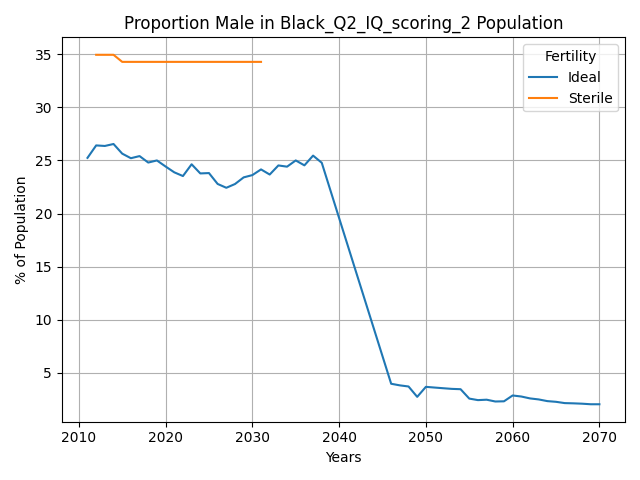 Proportion Male in Black_Q2_IQ_scoring_2 Population
Fertility
Ideal
Sterile
% of Population
35
30
25
20
15
10
5
2010 2020 2030 2040 2050 2060 2070
Years